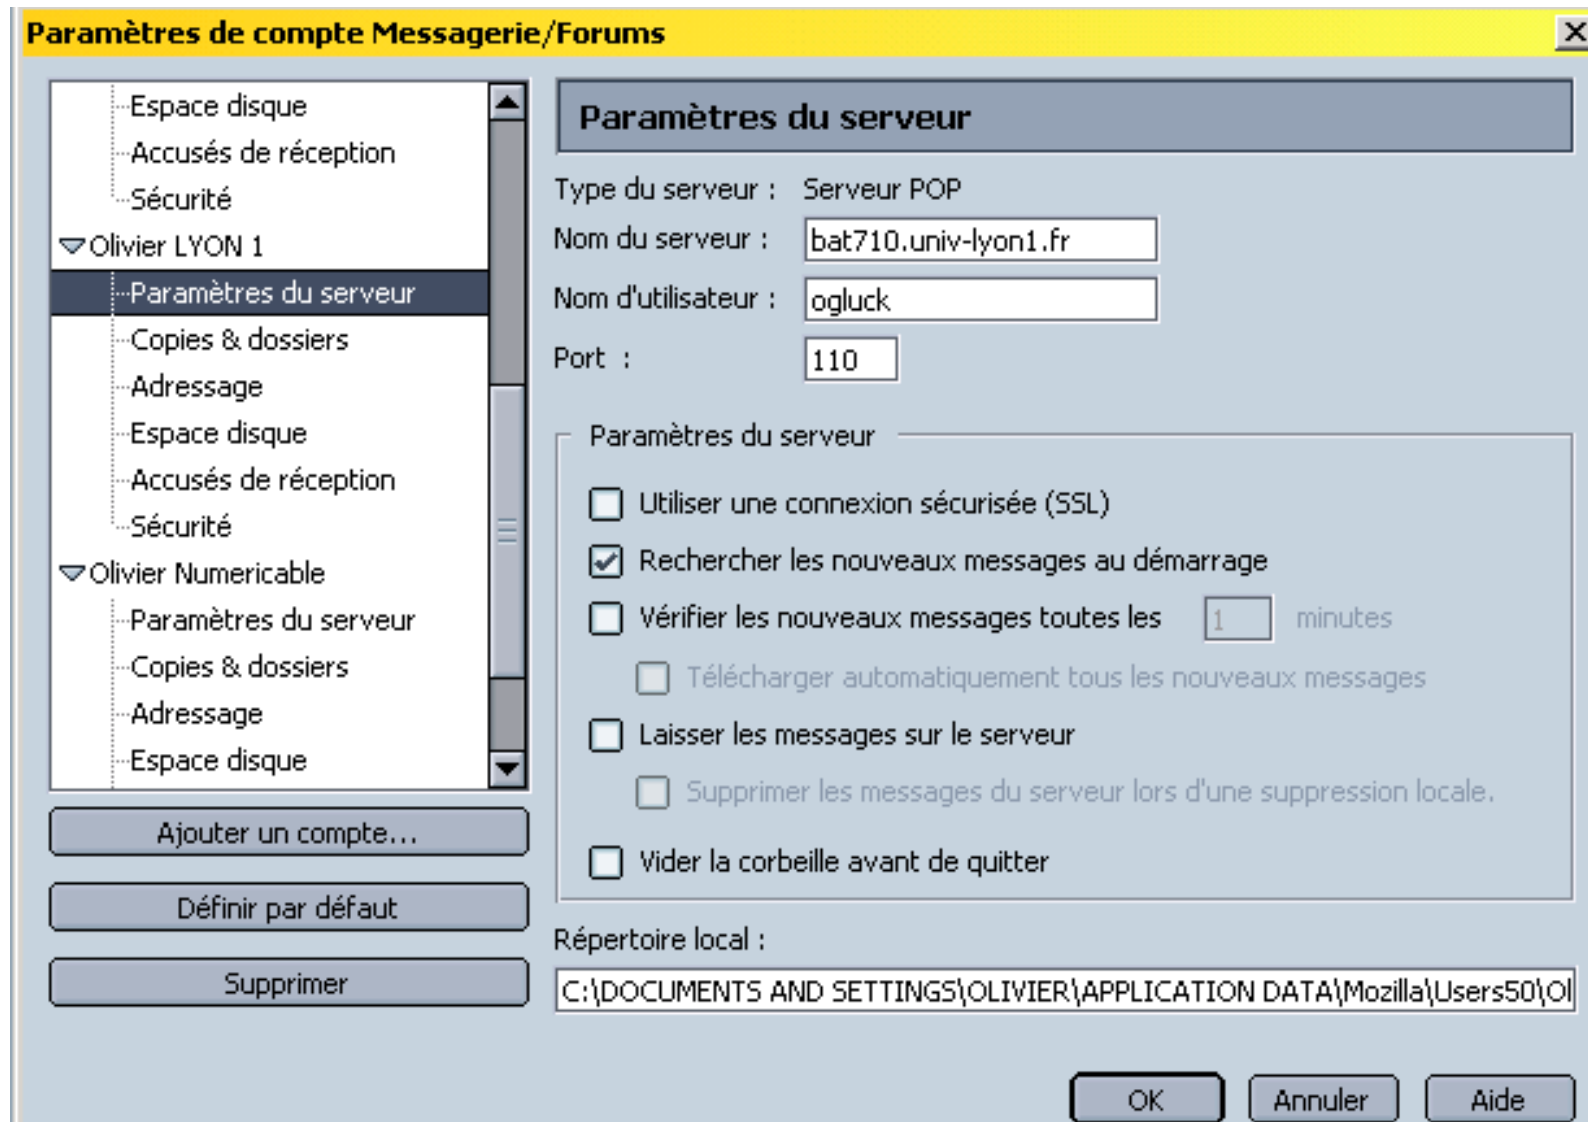 Paramètres de compte Messagerie/Forums
Espace disque
Accusés de réception
Sécurité
Olivier LYON 1
Paramètres du serveur
Copies & dossiers
Adressage
Espace disque
Accusés de réception
Sécurité
Olivier Numericable
Paramètres du serveur
Copies & dossiers
Adressage
Espace disque
Ajouter un compte...
Définir par défaut
Supprimer
Paramètres du serveur
Type du serveur : Serveur POP
Nom du serveur : bat710.univ-lyon1.fr
Nom d'utilisateur : ogluck
Port : 110
Paramètres du serveur
Utiliser une connexion sécurisée (SSL)
Rechercher les nouveaux messages au démarrage
Vérifier les nouveaux messages toutes les 1 minutes
Télécharger automatiquement tous les nouveaux messages
Laisser les messages sur le serveur
Supprimer les messages du serveur lors d'une suppression locale.
Vider la corbeille avant de quitter
Répertoire local :
C:\DOCUMENTS AND SETTINGS\OLIVIER\APPLICATION DATA\Mozilla\Users50\Ol
OK Annuler Aide